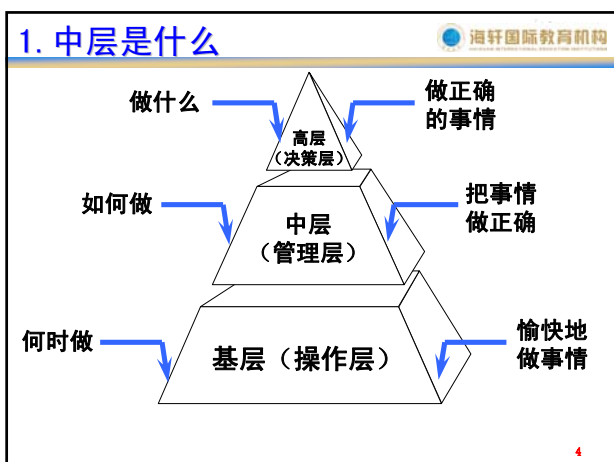 1.中层是什么
海轩国际教育机构
做什么
做正确
的事情
高层
（决策层）
如何做
把事情
做正确
中层
（管理层）
何时做
愉快地
做事情
基层（操作层）
4